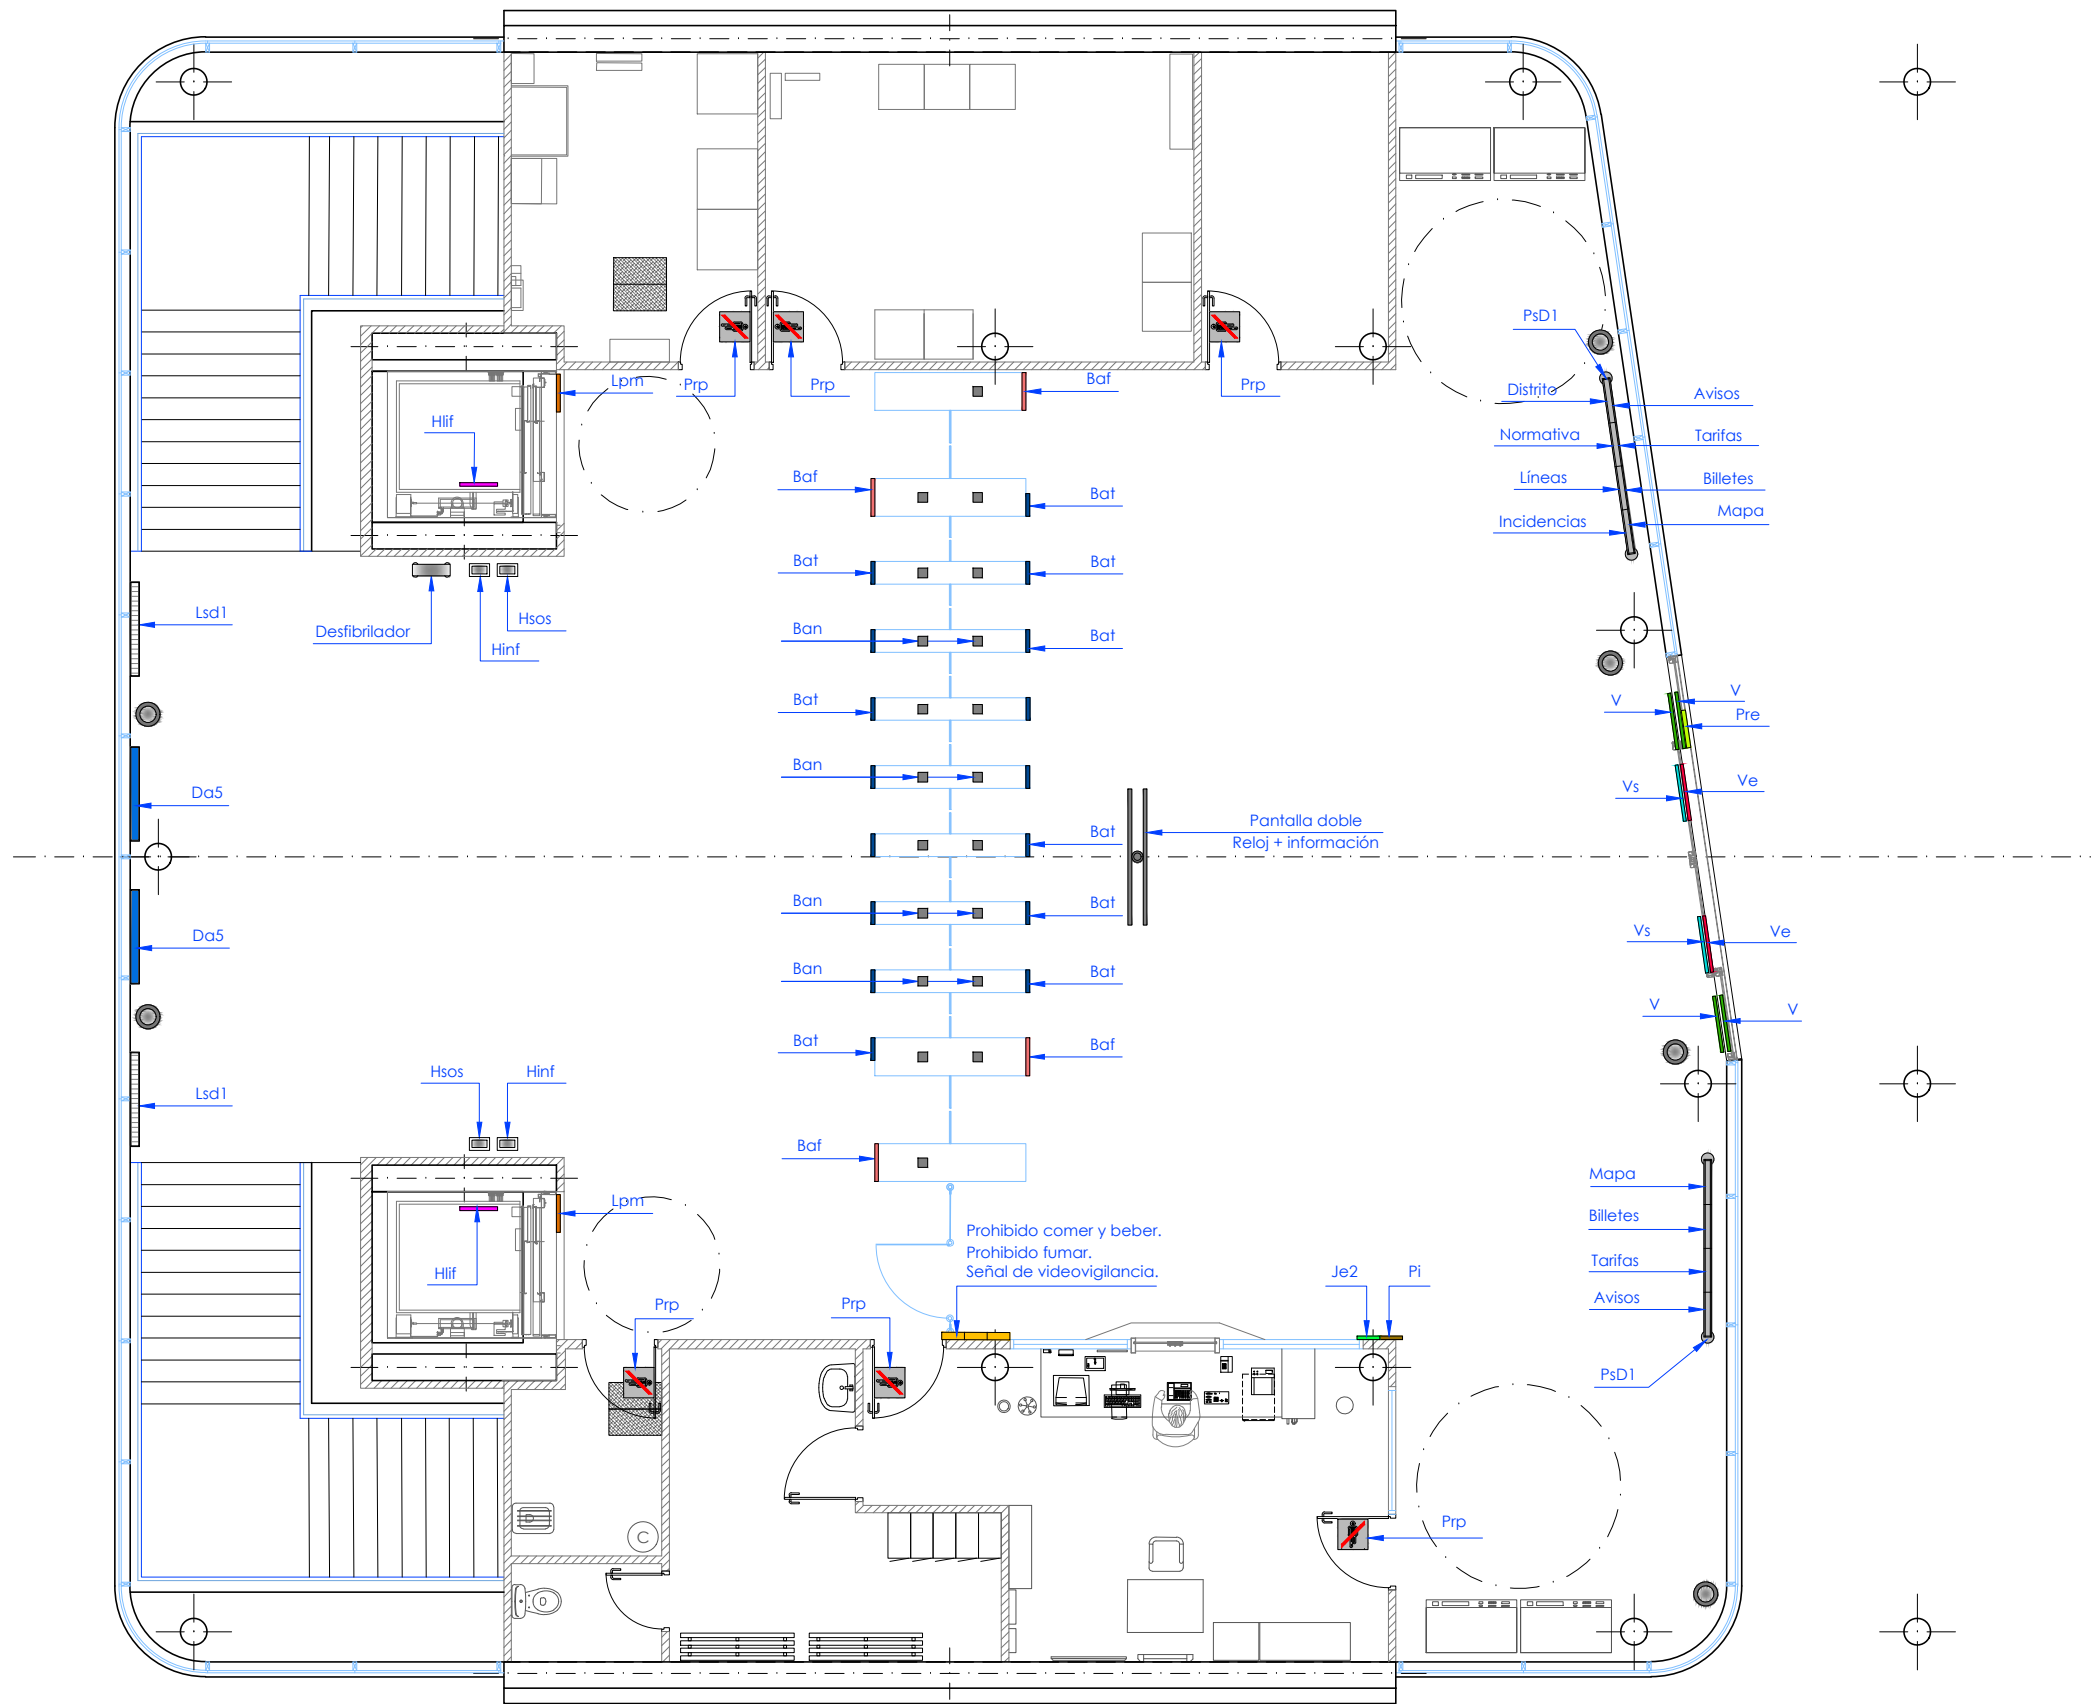 PsD1
Lpm
Prp
Prp
Baf
Prp
Distrito
Avisos
Hlif
Normativa
Tarifas
Baf
Bat
Líneas
Billetes
Incidencias
Mapa
Bat
Bat
Lsd1
Hsos
Desfibrilador
Hinf
Ban
Bat
Bat
V
V
Pre
Ban
Da5
Vs
Ve
Bat
Pantalla doble
Reloj + información
Ban
Bat
Da5
Vs
Ve
Ban
Bat
V
V
Bat
Baf
Hsos
Hinf
Lsd1
Baf
Mapa
Lpm
Billetes
Prohibido comer y beber.
Prohibido fumar.
Señal de videovigilancia.
Hlif
Je2
Pi
Tarifas
Prp
Prp
Avisos
PsD1
D
C
Prp
D